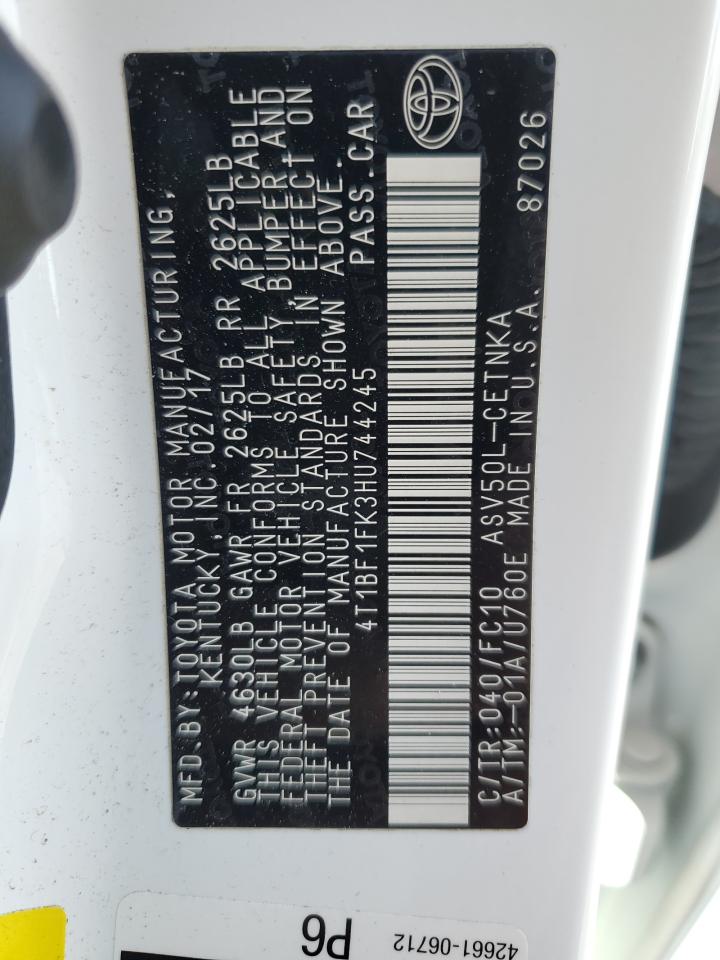 MFD.BY:TOYOTA MOTOR MANUFACTURING,
KENTUCKY,INC.02/17
GVWR 4630LB GAWR FR 2625LB RR 2625LB
THIS VEHICLE CONFORMS TO ALL APPLICABLE
FEDERAL MOTOR VEHICLE SAFETY, BUMPER, AND
THEFT PREVENTION STANDARDS IN EFFECT ON
THE DATE OF MANUFACTURE SHOWN ABOVE.
4T1BF1FK3HU744245 PASS.CAR
C/TR:040/FC10 ASV50L-CETNKA 87026
A/TM:-01A/U760E MADE IN U.S.A.
P6
42661-06712